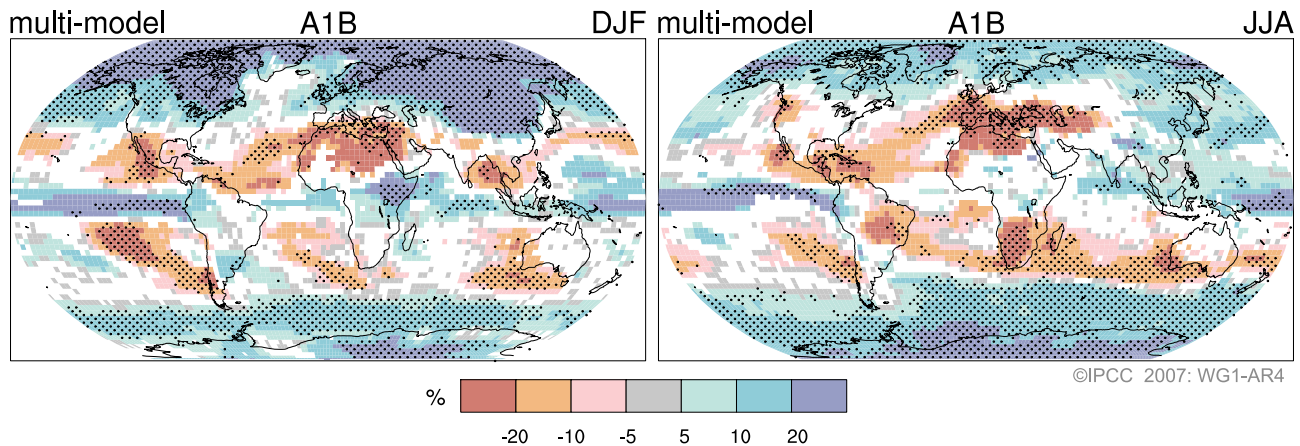 multi-model A1B DJF
multi-model A1B JJA
©IPCC 2007: WG1-AR4
%
-20 -10 -5 5 10 20